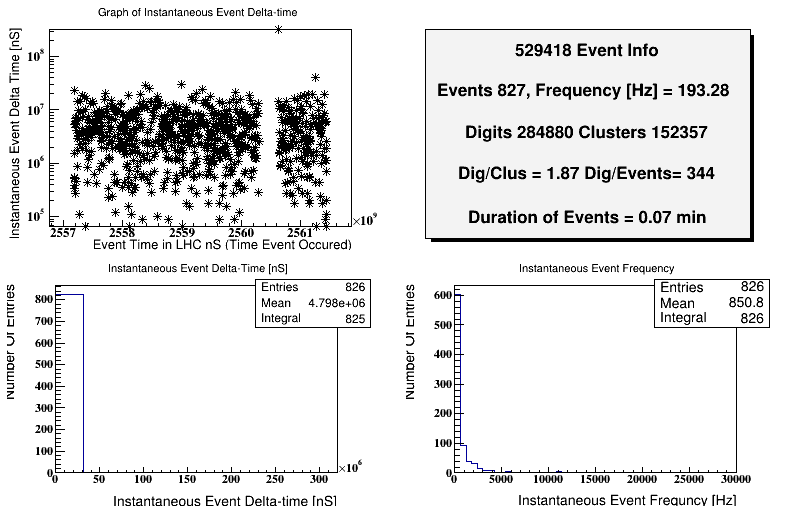 Graph of Instantaneous Event Delta-time
Instantaneous Event Delta Time [nS]
10^8
10^7
10^6
10^5
2557 2558 2559 2560 2561
×10^9
Event Time in LHC nS (Time Event Occured)
529418 Event Info
Events 827, Frequency [Hz] = 193.28
Digits 284880 Clusters 152357
Dig/Clus = 1.87 Dig/Events= 344
Duration of Events = 0.07 min
Instantaneous Event Delta-Time [nS]
Entries 826
Mean 4.798e+06
Integral 825
Number Of Entries
800
700
600
500
400
300
200
100
0
0 50 100 150 200 250 300
×10^6
Instantaneous Event Delta-time [nS]
Instantaneous Event Frequency
Entries 826
Mean 850.8
Integral 826
Number Of Entries
600
500
400
300
200
100
0
0 5000 10000 15000 20000 25000 30000
Instantaneous Event Frequncy [Hz]